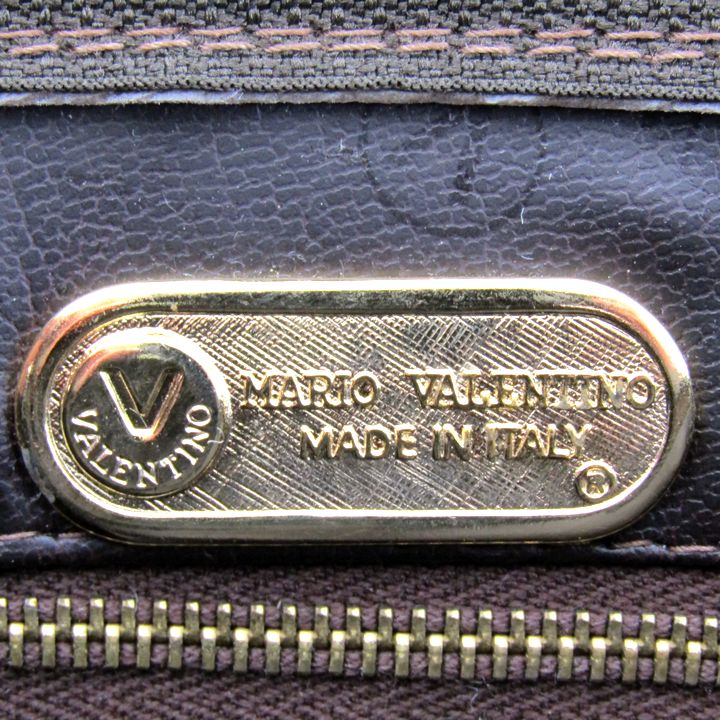 V
VALENTINO
MARIO VALENTINO
MADE IN ITALY
®